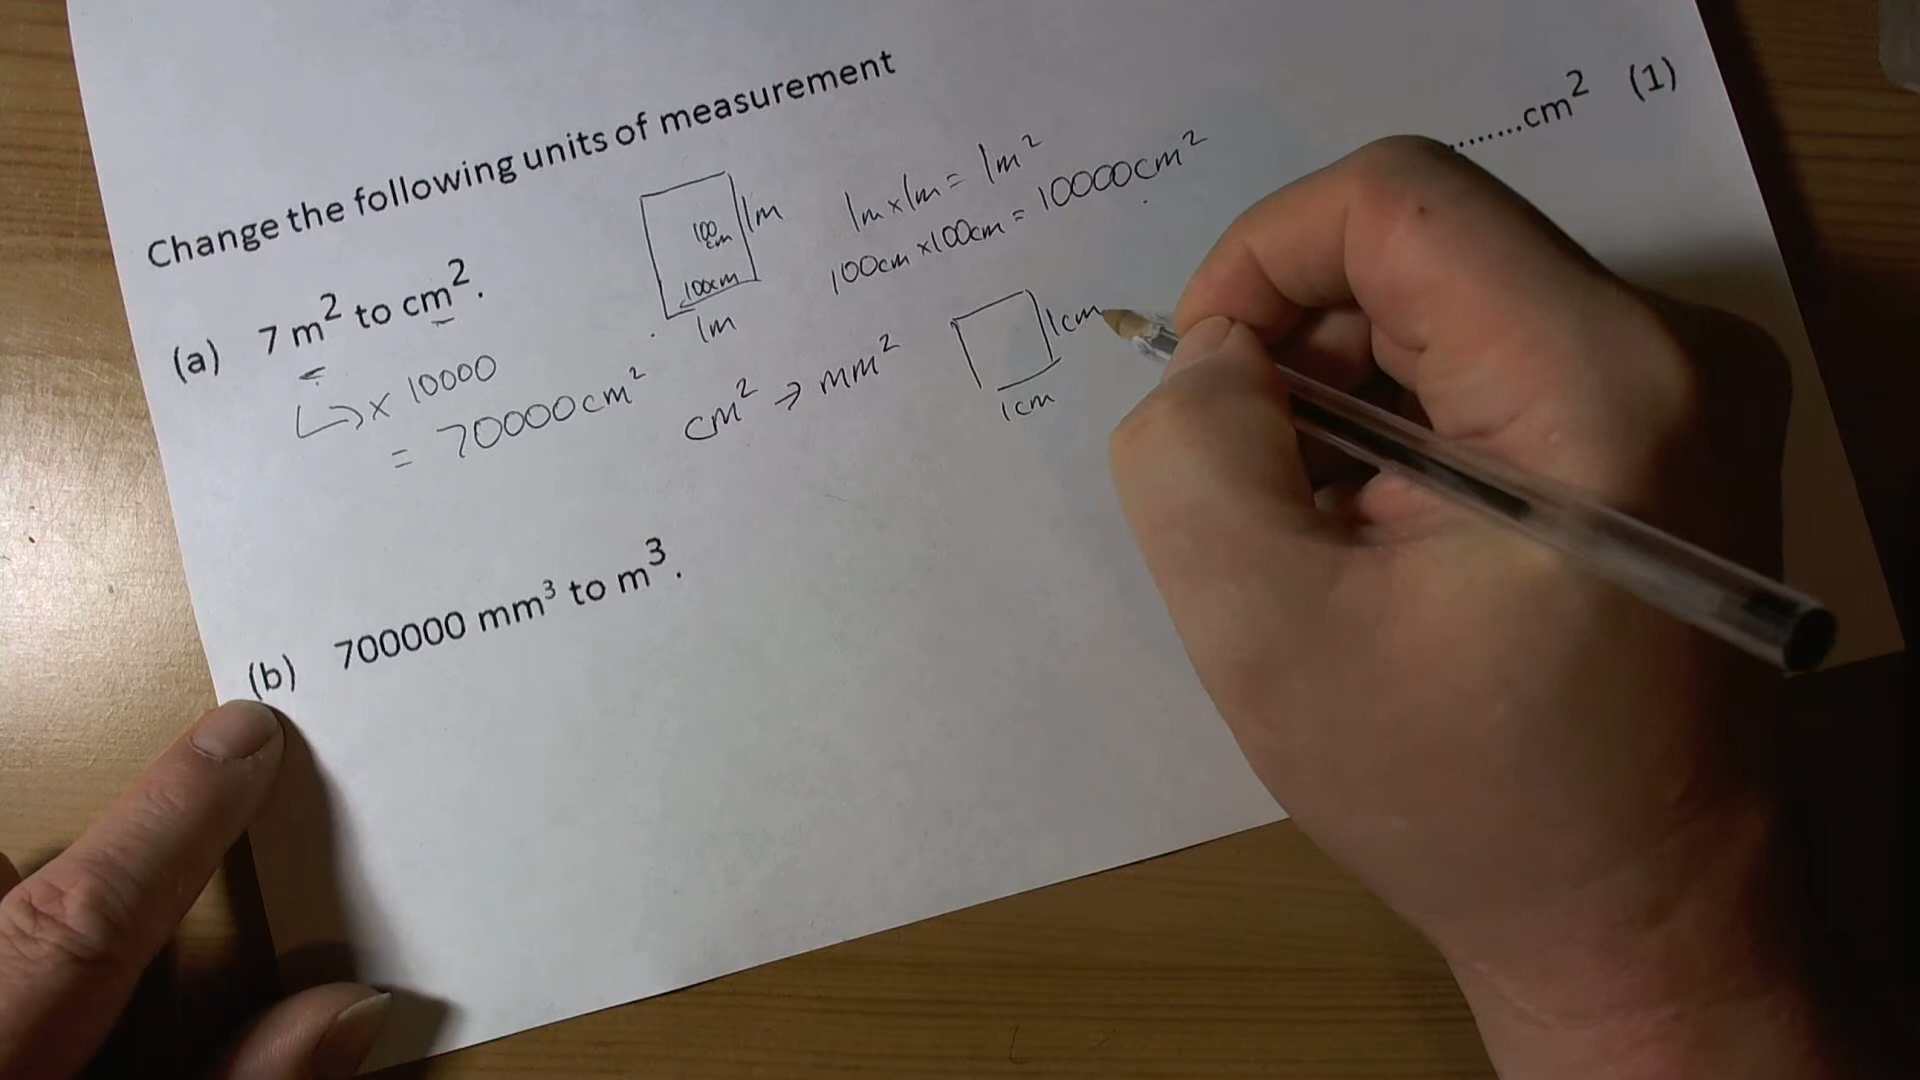 Change the following units of measurement
(a) 7 m² to cm².
.......cm² (1)
1m
100
cm
100cm
1m
1m x 1m = 1m²
100cm x 100cm = 10000cm²
x 10000
= 70000cm²
cm² → mm²
1cm
1cm
(b) 700000 mm³ to m³.